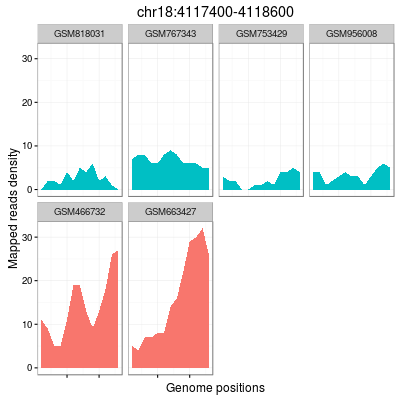 chr18:4117400-4118600
GSM818031 GSM767343 GSM753429 GSM956008
30
20
10
0
GSM466732 GSM663427
30
20
10
0
Mapped reads density
Genome positions